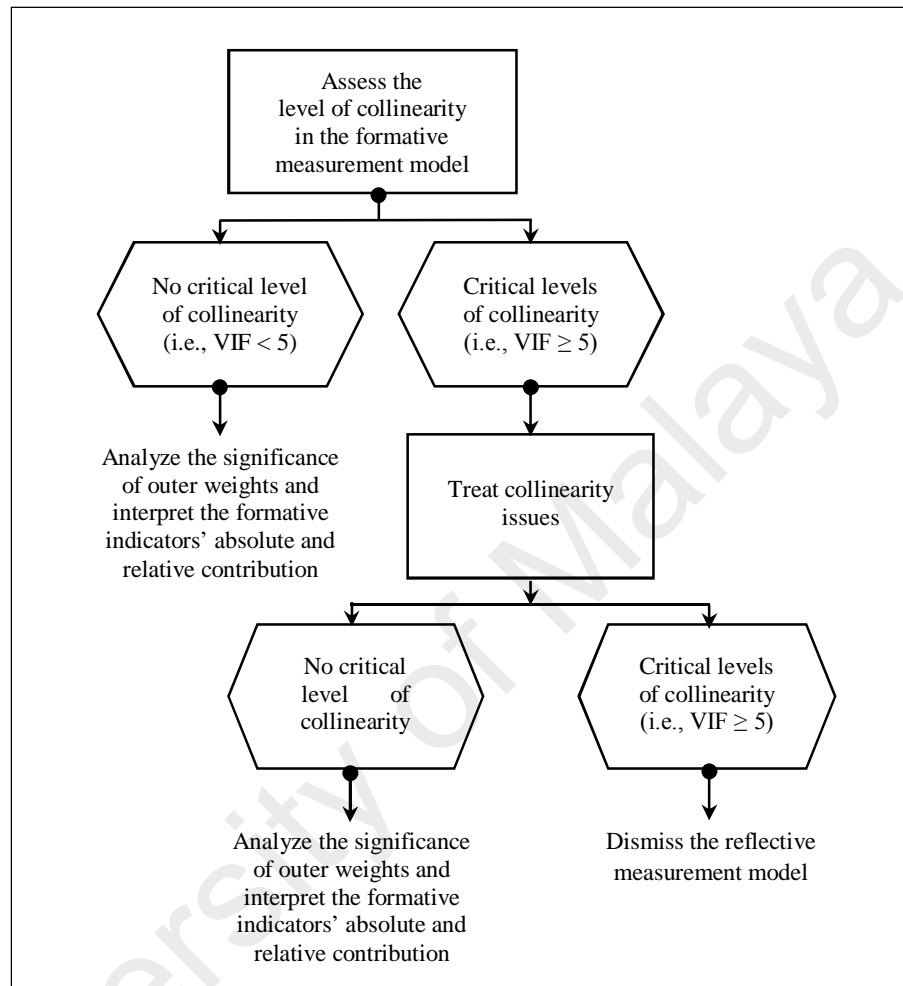 Assess the
level of collinearity
in the formative
measurement model
No critical level
of collinearity
(i.e., VIF < 5)
Critical levels
of collinearity
(i.e., VIF ≥ 5)
Analyze the significance
of outer weights and
interpret the formative
indicators’ absolute and
relative contribution
Treat collinearity
issues
No critical
level of
collinearity
Critical levels
of collinearity
(i.e., VIF ≥ 5)
Analyze the significance
of outer weights and
interpret the formative
indicators’ absolute and
relative contribution
Dismiss the reflective
measurement model
ersity of Malaya